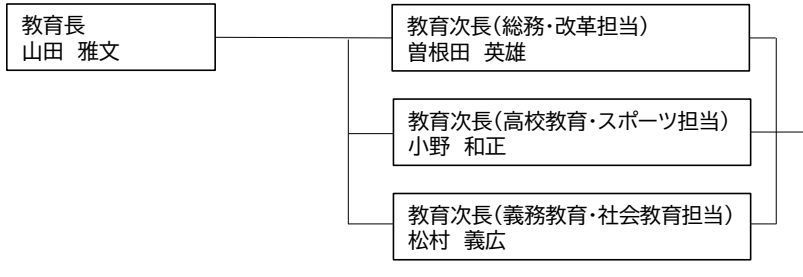 教育長
山田　雅文
教育次長（総務・改革担当）
曽根田　英雄
教育次長（高校教育・スポーツ担当）
小野　和正
教育次長（義務教育・社会教育担当）
松村　義広